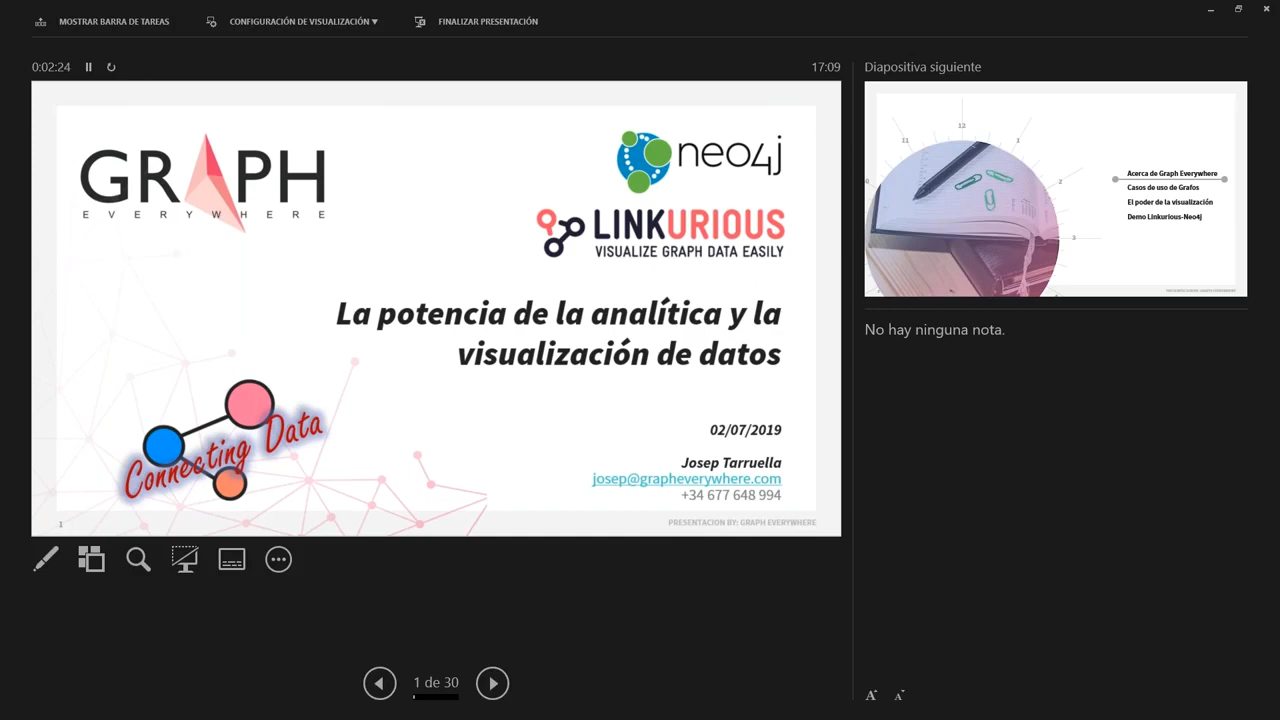 MOSTRAR BARRA DE TAREAS
CONFIGURACIÓN DE VISUALIZACIÓN ▼
FINALIZAR PRESENTACIÓN
0:02:24
17:09
Diapositiva siguiente
GRAPH
EVERYWHERE
neo4j
LINKURIOUS
VISUALIZE GRAPH DATA EASILY
La potencia de la analítica y la
visualización de datos
Connecting Data
02/07/2019
Josep Tarruella
josep@grapheverywhere.com
+34 677 648 994
1
PRESENTACION BY: GRAPH EVERYWHERE
11
12
1
2
3
Acerca de Graph Everywhere
Casos de uso de Grafos
El poder de la visualización
Demo Linkurious-Neo4j
PRESENTACION BY: GRAPH EVERYWHERE
No hay ninguna nota.
1 de 30
A A